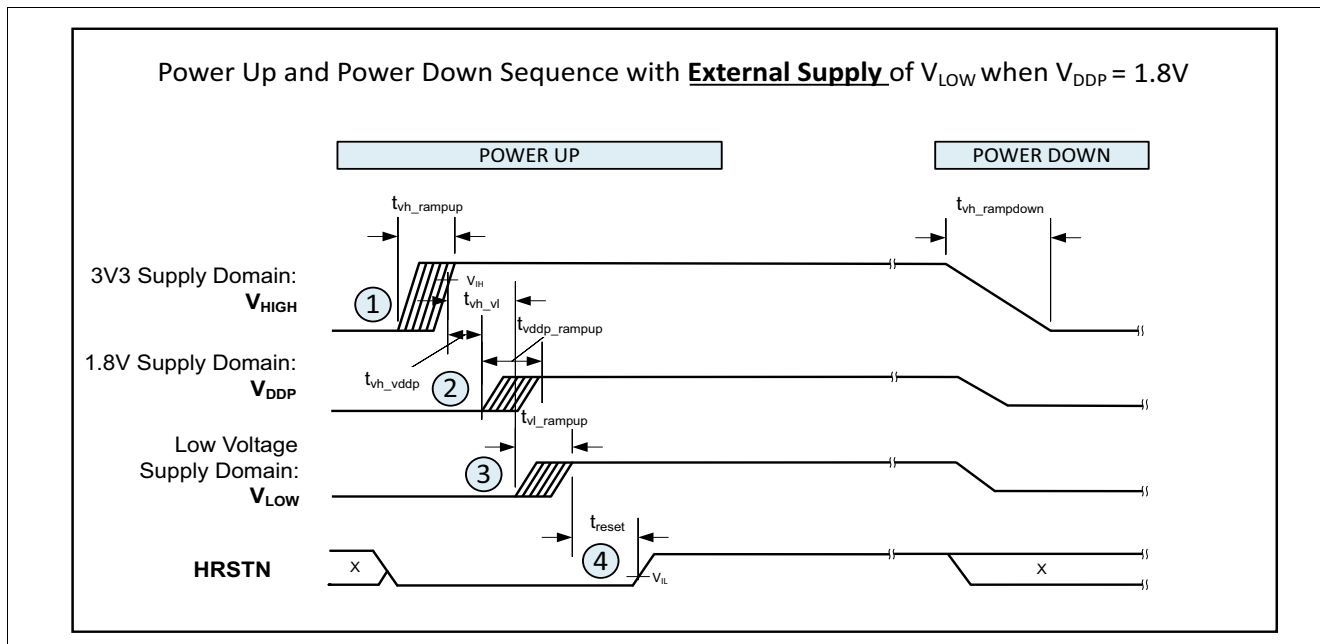 Power Up and Power Down Sequence with External Supply of VLOW when VDDP = 1.8V
POWER UP
POWER DOWN
tvh_rampup
tvh_rampdown
3V3 Supply Domain:
VHIGH
1
VIH
tvh_vl
tvddp_rampup
1.8V Supply Domain:
VDDP
tvh_vddp
2
tvl_rampup
Low Voltage
Supply Domain:
VLOW
3
treset
4
HRSTN
X
VIL
X